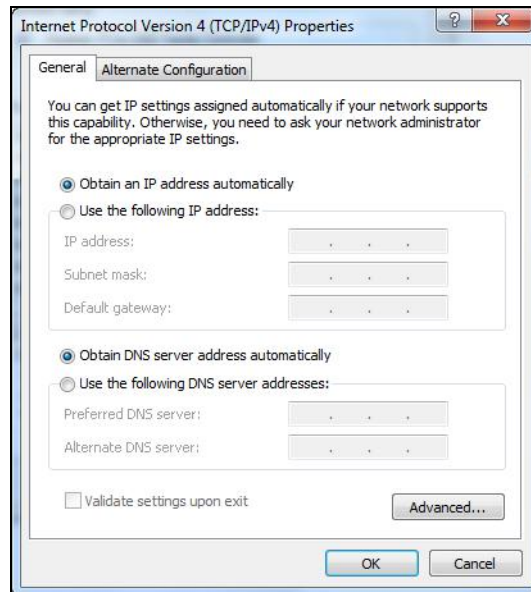 Internet Protocol Version 4 (TCP/IPv4) Properties
General
Alternate Configuration
You can get IP settings assigned automatically if your network supports
this capability. Otherwise, you need to ask your network administrator
for the appropriate IP settings.
Obtain an IP address automatically
Use the following IP address:
IP address:
Subnet mask:
Default gateway:
Obtain DNS server address automatically
Use the following DNS server addresses:
Preferred DNS server:
Alternate DNS server:
Validate settings upon exit
Advanced...
OK
Cancel